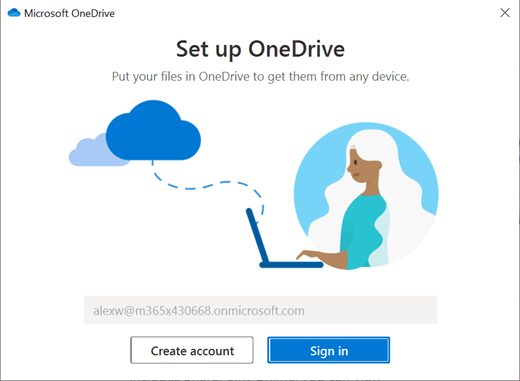 Microsoft OneDrive
Set up OneDrive
Put your files in OneDrive to get them from any device.
alexw@m365x430668.onmicrosoft.com
Create account
Sign in